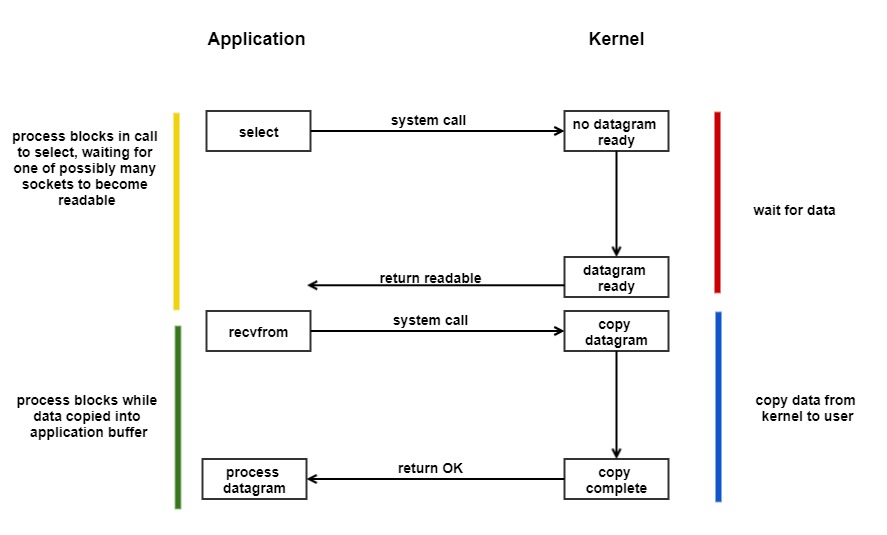 Application
Kernel
select
system call
no datagram
ready
process blocks in call
to select, waiting for
one of possibly many
sockets to become
readable
wait for data
return readable
datagram
ready
recvfrom
system call
copy
datagram
process blocks while
data copied into
application buffer
copy data from
kernel to user
process
datagram
return OK
copy
complete